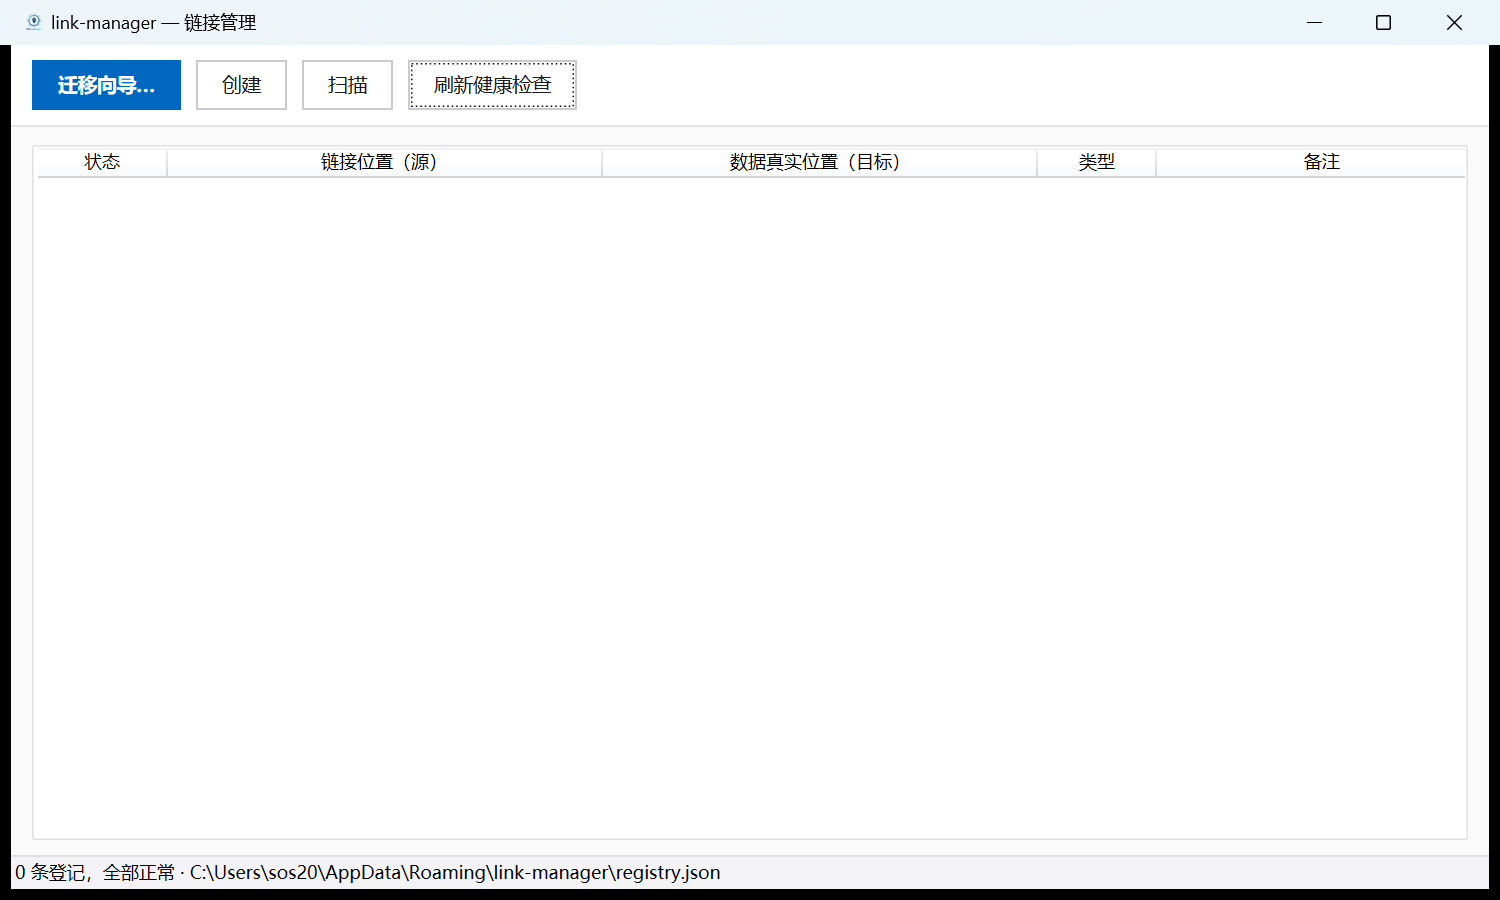 link-manager — 链接管理
迁移向导... 创建 扫描 刷新健康检查
状态 链接位置（源） 数据真实位置（目标） 类型 备注
0 条登记，全部正常 · C:\Users\sos20\AppData\Roaming\link-manager\registry.json